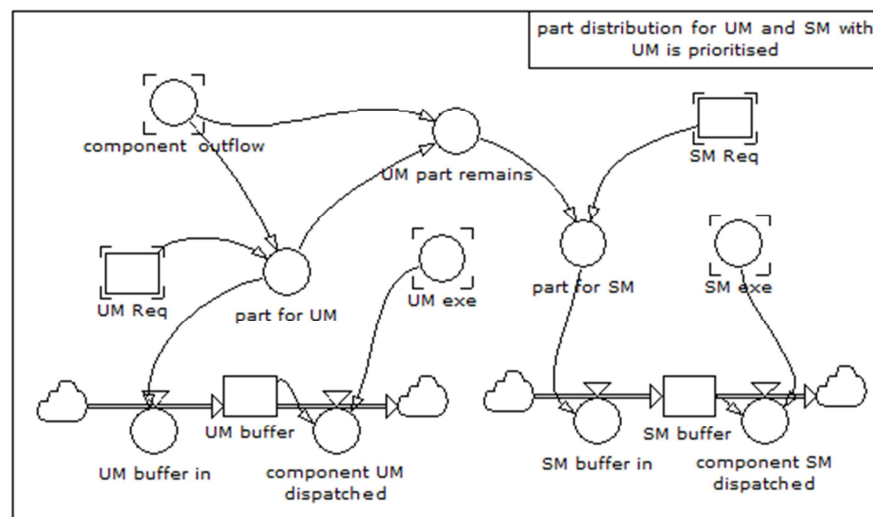 part distribution for UM and SM with
UM is prioritised
component outflow
UM part remains
SM Req
UM Req
part for UM
UM exe
part for SM
SM exe
UM buffer
SM buffer
UM buffer in
component UM
dispatched
SM buffer in
component SM
dispatched